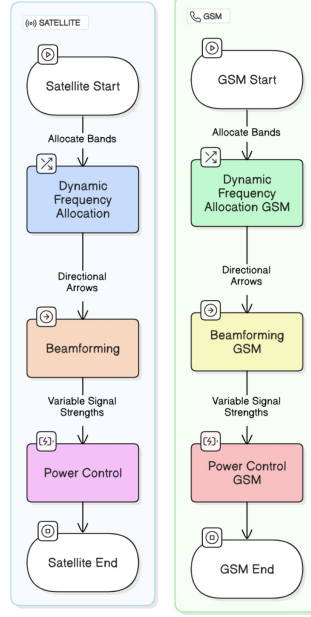 SATELLITE
Satellite Start
Allocate Bands
Dynamic
Frequency
Allocation
Directional
Arrows
Beamforming
Variable Signal
Strengths
Power Control
Satellite End
GSM
GSM Start
Allocate Bands
Dynamic
Frequency
Allocation GSM
Directional
Arrows
Beamforming
GSM
Variable Signal
Strengths
Power Control
GSM
GSM End